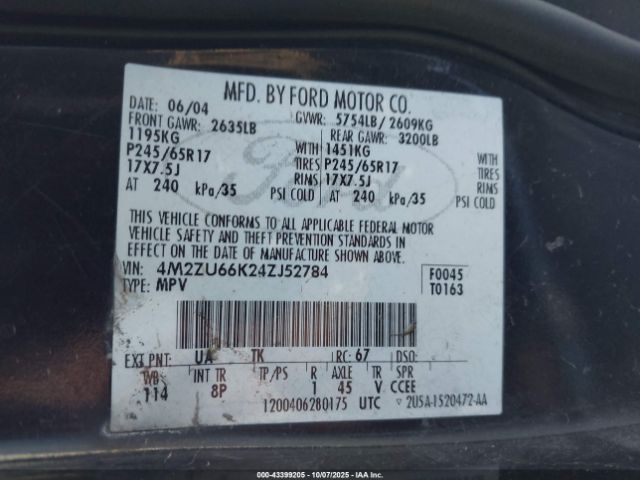 MFD. BY FORD MOTOR CO.
DATE: 06/04 GVWR: 5754LB / 2609KG
FRONT GAWR: 2635LB REAR GAWR: 3200LB
1195KG WITH 1451KG WITH
P245/65R17 TIRES P245/65R17 TIRES
17X7.5J RIMS 17X7.5J RIMS
AT 240 kPa/35 PSI COLD AT 240 kPa/35 PSI COLD
Ford
THIS VEHICLE CONFORMS TO ALL APPLICABLE FEDERAL MOTOR
VEHICLE SAFETY AND THEFT PREVENTION STANDARDS IN
EFFECT ON THE DATE OF MANUFACTURE SHOWN ABOVE.
VIN: 4M2ZU66K24ZJ52784 F0045
TYPE: MPV T0163
EXT PNT: UA TK RC: 67 DSO:
WB INT TR TP/PS R AXLE TR SPR
114 8P 1 45 V CCEE
1200406280175 UTC 2U5A-1520472-AA
000-43399205 - 10/07/2025 - IAA Inc.